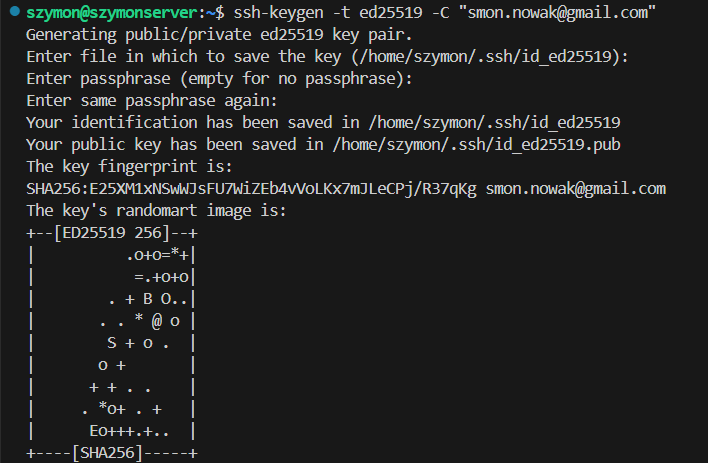 szymon@szymonserver:~$ ssh-keygen -t ed25519 -C "smon.nowak@gmail.com"
Generating public/private ed25519 key pair.
Enter file in which to save the key (/home/szymon/.ssh/id_ed25519):
Enter passphrase (empty for no passphrase):
Enter same passphrase again:
Your identification has been saved in /home/szymon/.ssh/id_ed25519
Your public key has been saved in /home/szymon/.ssh/id_ed25519.pub
The key fingerprint is:
SHA256:E25XM1xNSwWJsFU7WiZEb4vVoLKx7mJLeCPj/R37qKg smon.nowak@gmail.com
The key's randomart image is:
+--[ED25519 256]--+
|          .o+o=*+|
|           =.+o+o|
|        . + B O..|
|       . . * @ o |
|        S + o .  |
|       o +       |
|      + + . .    |
|     . *o+ . +   |
|      Eo+++.+..  |
+----[SHA256]-----+